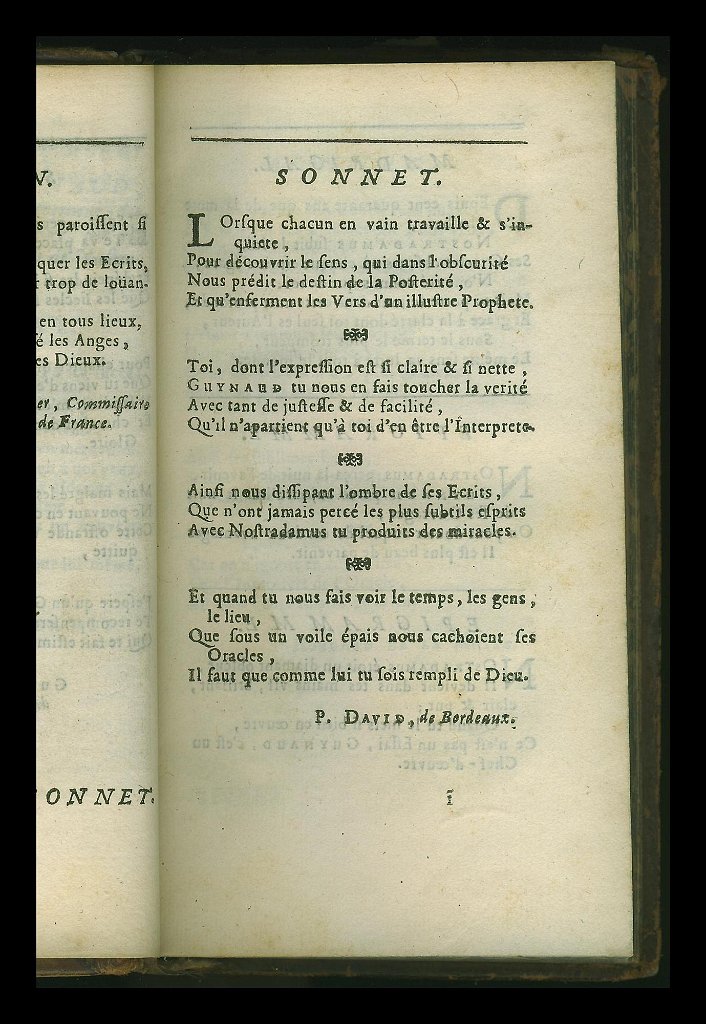 N.
s paroiſſent ſi
quer les Ecrits,
trop de loüan-
en tous lieux,
é les Anges,
es Dieux.
er, Commiſſaire
de France.
ONNET.
SONNET.
LOrſque chacun en vain travaille & s'in-
quiete,
Pour découvrir le ſens, qui dans l'obſcurité
Nous prédit le deſtin de la Poſterité,
Et qu'enferment les Vers d'un illuſtre Prophete.
Toi, dont l'expreſſion eſt ſi claire & ſi nette,
GUYNAUD tu nous en fais toucher la verité
Avec tant de juſteſſe & de facilité,
Qu'il n'apartient qu'à toi d'en être l'Interprete.
Ainſi nous diſſipant l'ombre de ſes Ecrits,
Que n'ont jamais percé les plus ſubtils eſprits
Avec Noſtradamus tu produits des miracles.
Et quand tu nous fais voir le temps, les gens,
le lieu,
Que ſous un voile épais nous cachoient ſes
Oracles,
Il faut que comme lui tu ſois rempli de Dieu.
P. DAVID, de Bordeaux.
ĩ